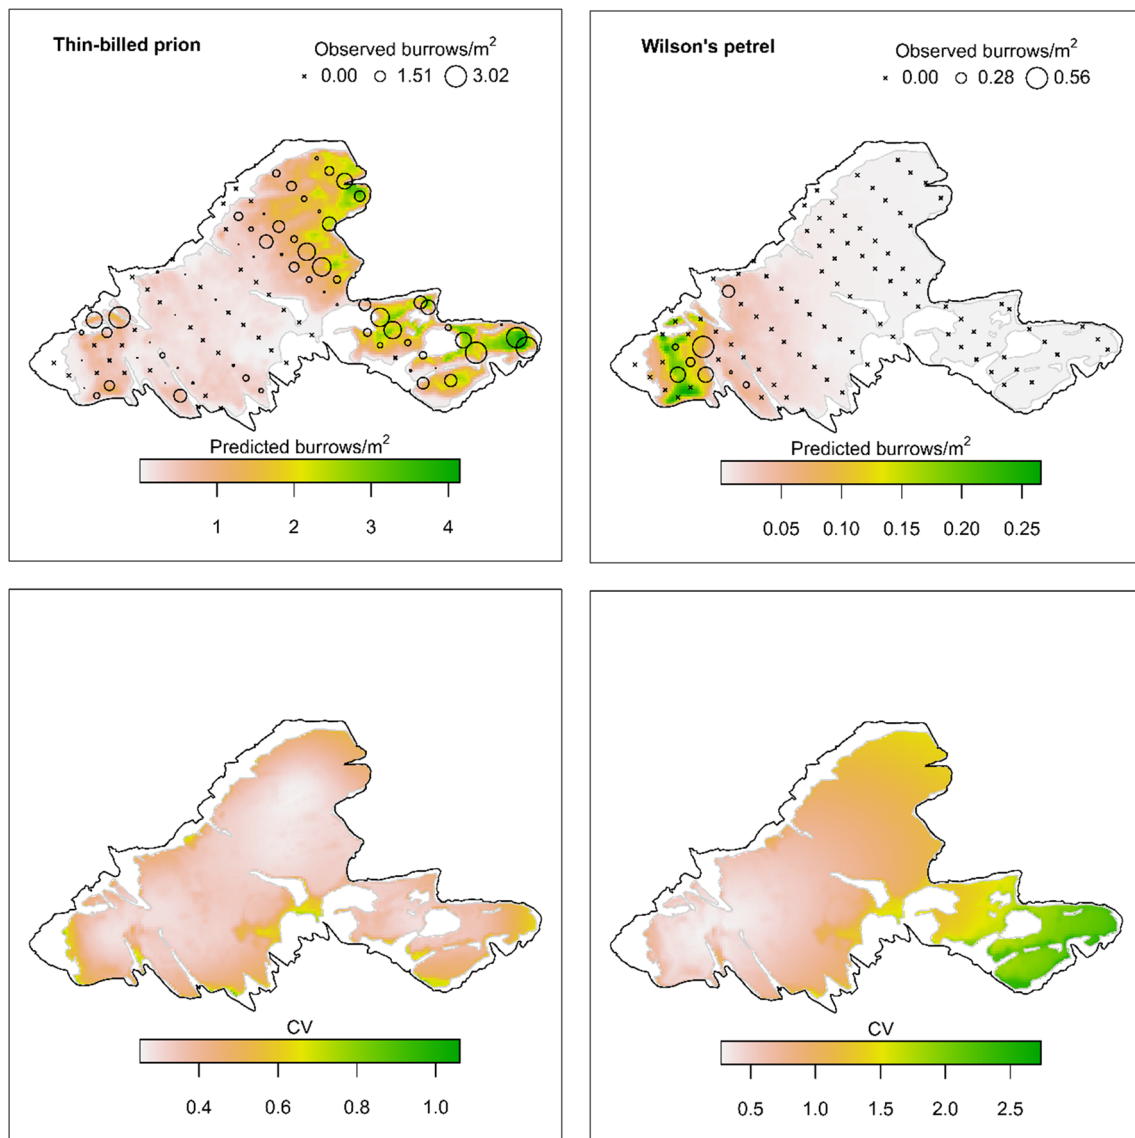 Thin-billed prion
Observed burrows/m²
0.00 1.51 3.02
Predicted burrows/m²
1 2 3 4
Wilson's petrel
Observed burrows/m²
0.00 0.28 0.56
Predicted burrows/m²
0.05 0.10 0.15 0.20 0.25
CV
0.4 0.6 0.8 1.0
CV
0.5 1.0 1.5 2.0 2.5